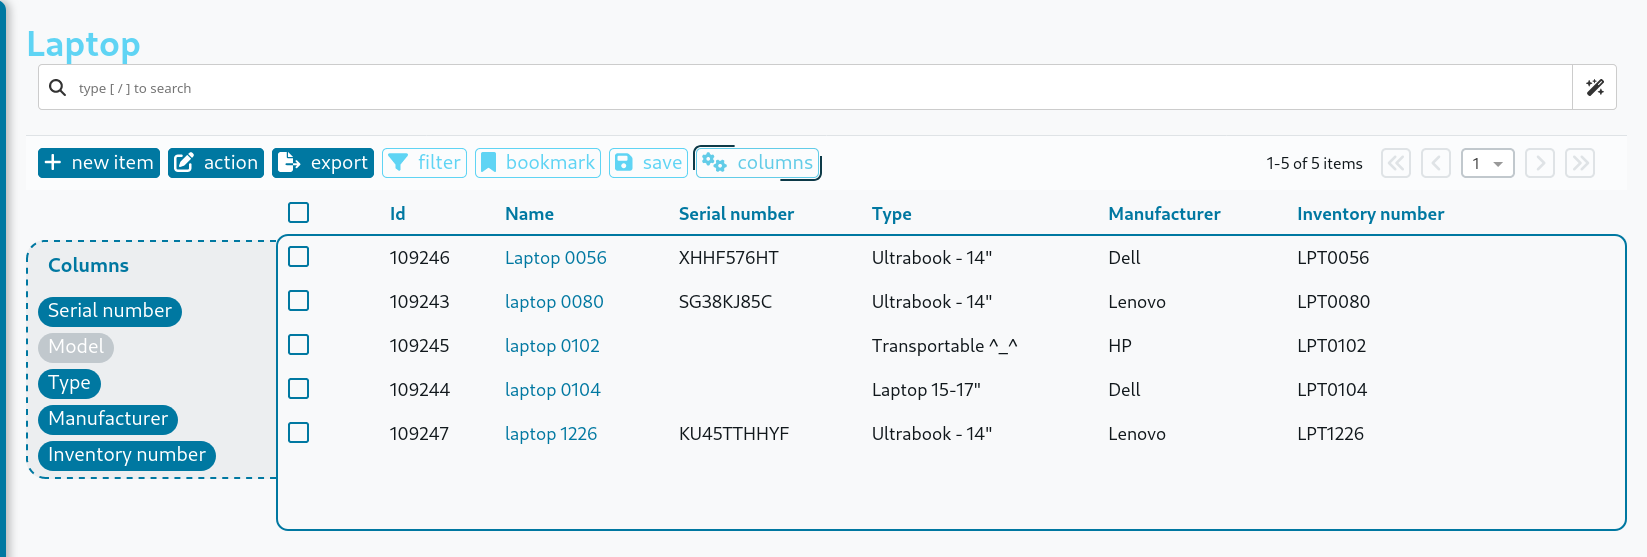 Laptop
type [ / ] to search
new item action export filter bookmark save columns 1-5 of 5 items 1
Id Name Serial number Type Manufacturer Inventory number
Columns
Serial number
Model
Type
Manufacturer
Inventory number
109246 Laptop 0056 XHHF576HT Ultrabook - 14" Dell LPT0056
109243 laptop 0080 SG38KJ85C Ultrabook - 14" Lenovo LPT0080
109245 laptop 0102 Transportable ^_^ HP LPT0102
109244 laptop 0104 Laptop 15-17" Dell LPT0104
109247 laptop 1226 KU45TTHHYF Ultrabook - 14" Lenovo LPT1226